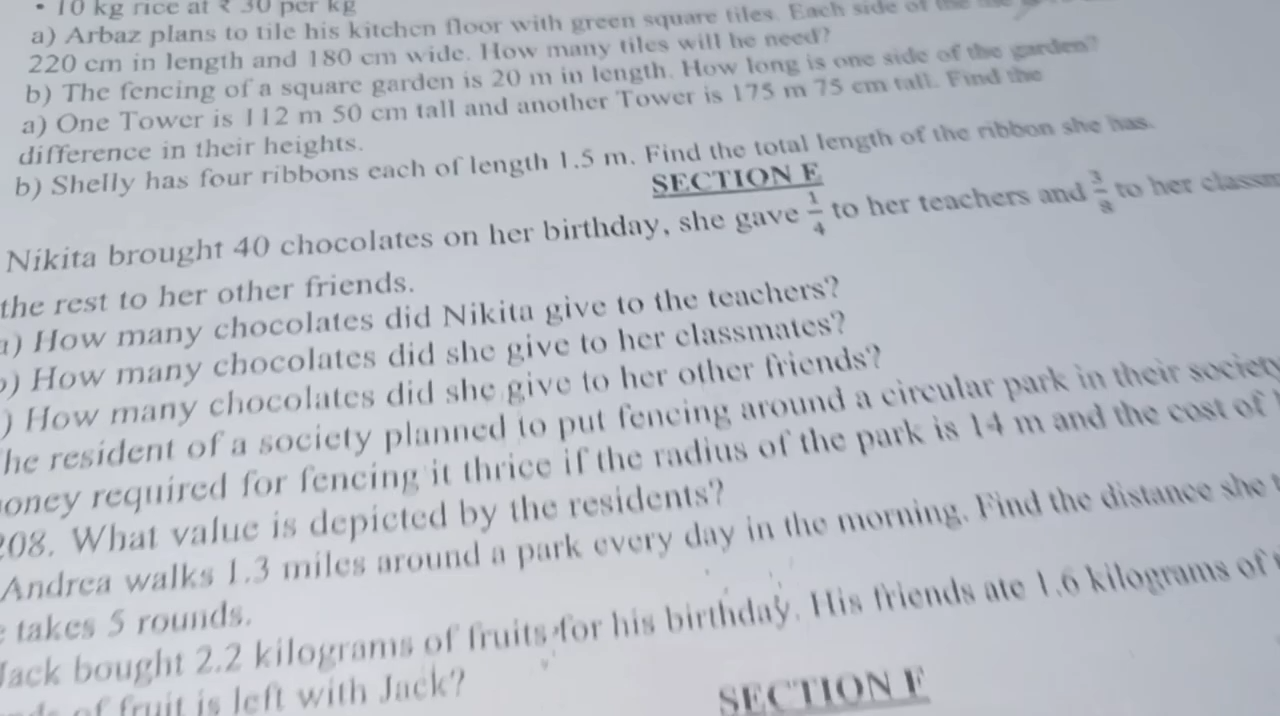 • 10 kg rice at ₹ 30 per kg
a) Arbaz plans to tile his kitchen floor with green square tiles. Each side of the
220 cm in length and 180 cm wide. How many tiles will he need?
b) The fencing of a square garden is 20 m in length. How long is one side of the garden?
a) One Tower is 112 m 50 cm tall and another Tower is 175 m 75 cm tall. Find the
difference in their heights.
b) Shelly has four ribbons each of length 1.5 m. Find the total length of the ribbon she has.
SECTION E
Nikita brought 40 chocolates on her birthday, she gave 1/4 to her teachers and 3/8 to her
the rest to her other friends.
) How many chocolates did Nikita give to the teachers?
) How many chocolates did she give to her classmates?
) How many chocolates did she give to her other friends?
he resident of a society planned to put fencing around a circular park in their society
oney required for fencing it thrice if the radius of the park is 14 m and the cost of
208. What value is depicted by the residents?
Andrea walks 1.3 miles around a park every day in the morning. Find the distance she
takes 5 rounds.
Jack bought 2.2 kilograms of fruits for his birthday. His friends ate 1.6 kilograms of
of fruit is left with Jack?
SECTION F